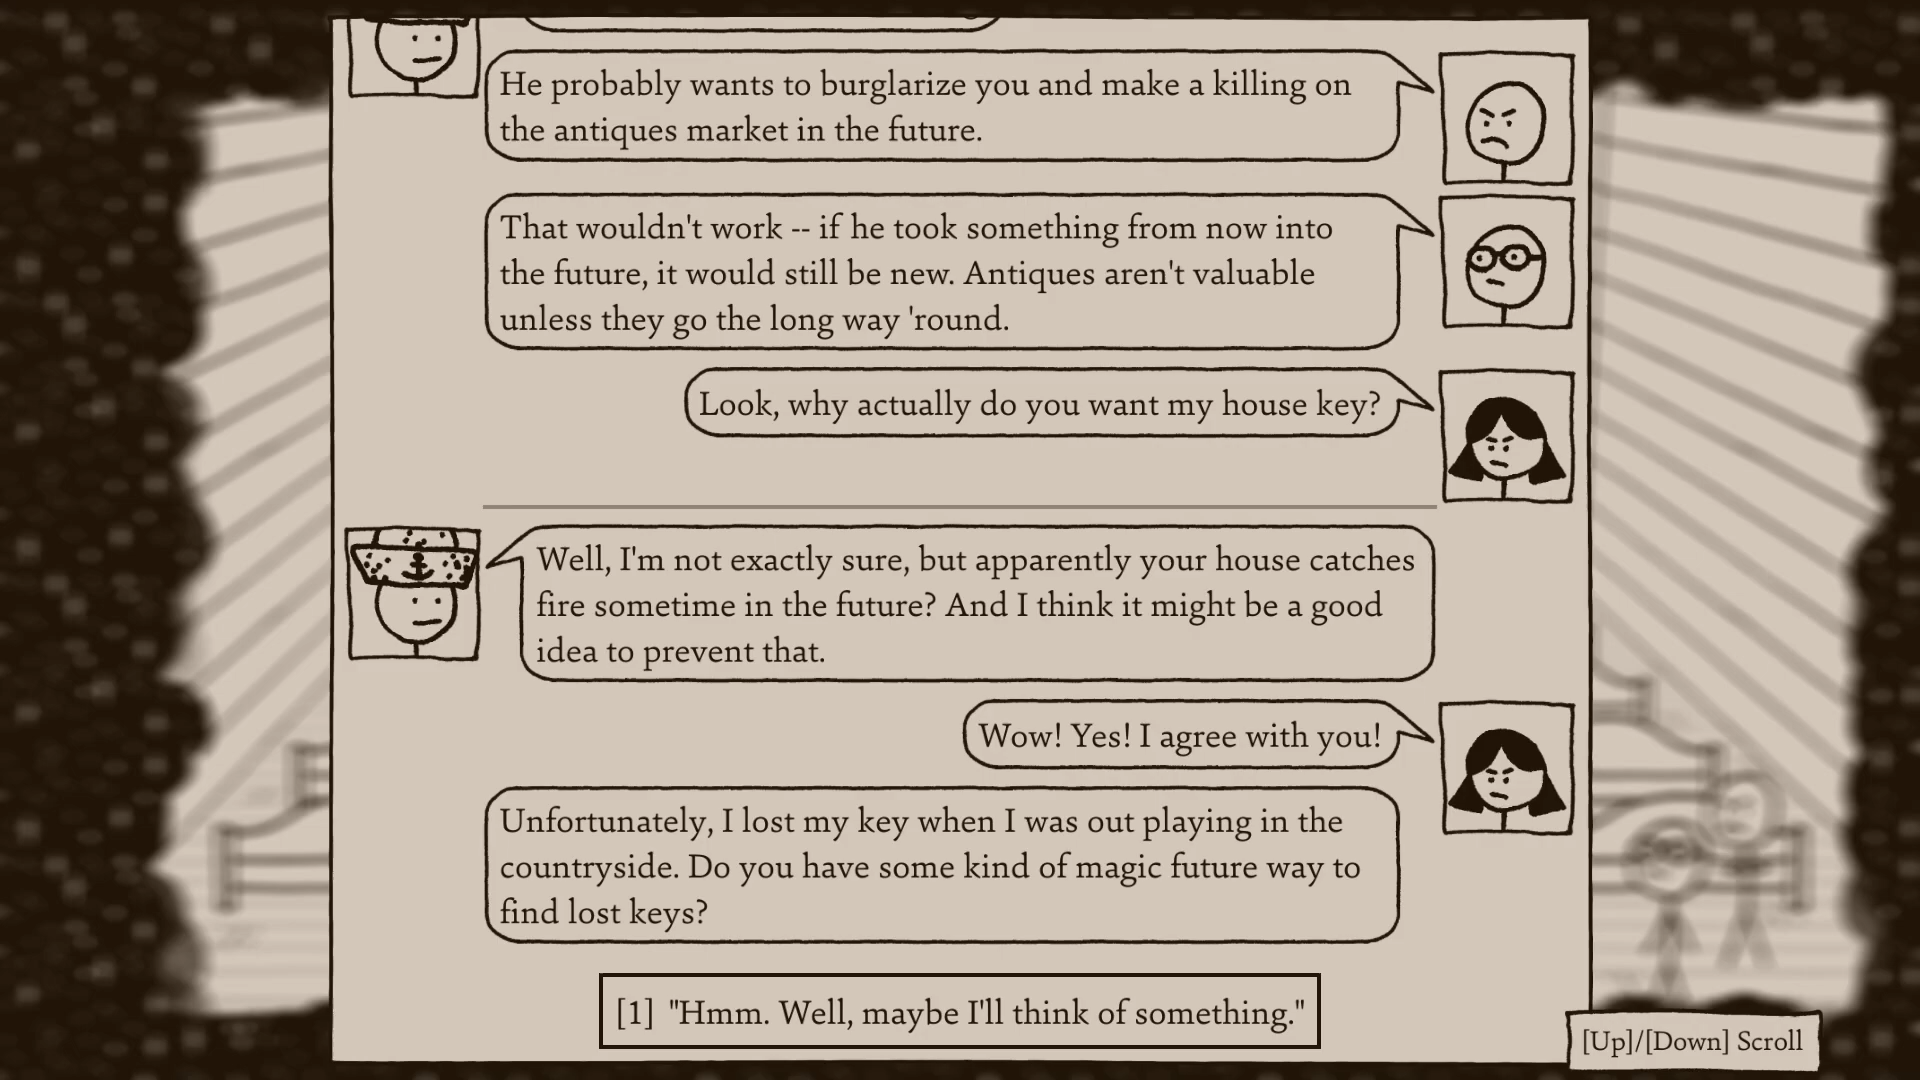 He probably wants to burglarize you and make a killing on
the antiques market in the future.
That wouldn't work -- if he took something from now into
the future, it would still be new. Antiques aren't valuable
unless they go the long way 'round.
Look, why actually do you want my house key?
Well, I'm not exactly sure, but apparently your house catches
fire sometime in the future? And I think it might be a good
idea to prevent that.
Wow! Yes! I agree with you!
Unfortunately, I lost my key when I was out playing in the
countryside. Do you have some kind of magic future way to
find lost keys?
[1] "Hmm. Well, maybe I'll think of something."
[Up]/[Down] Scroll